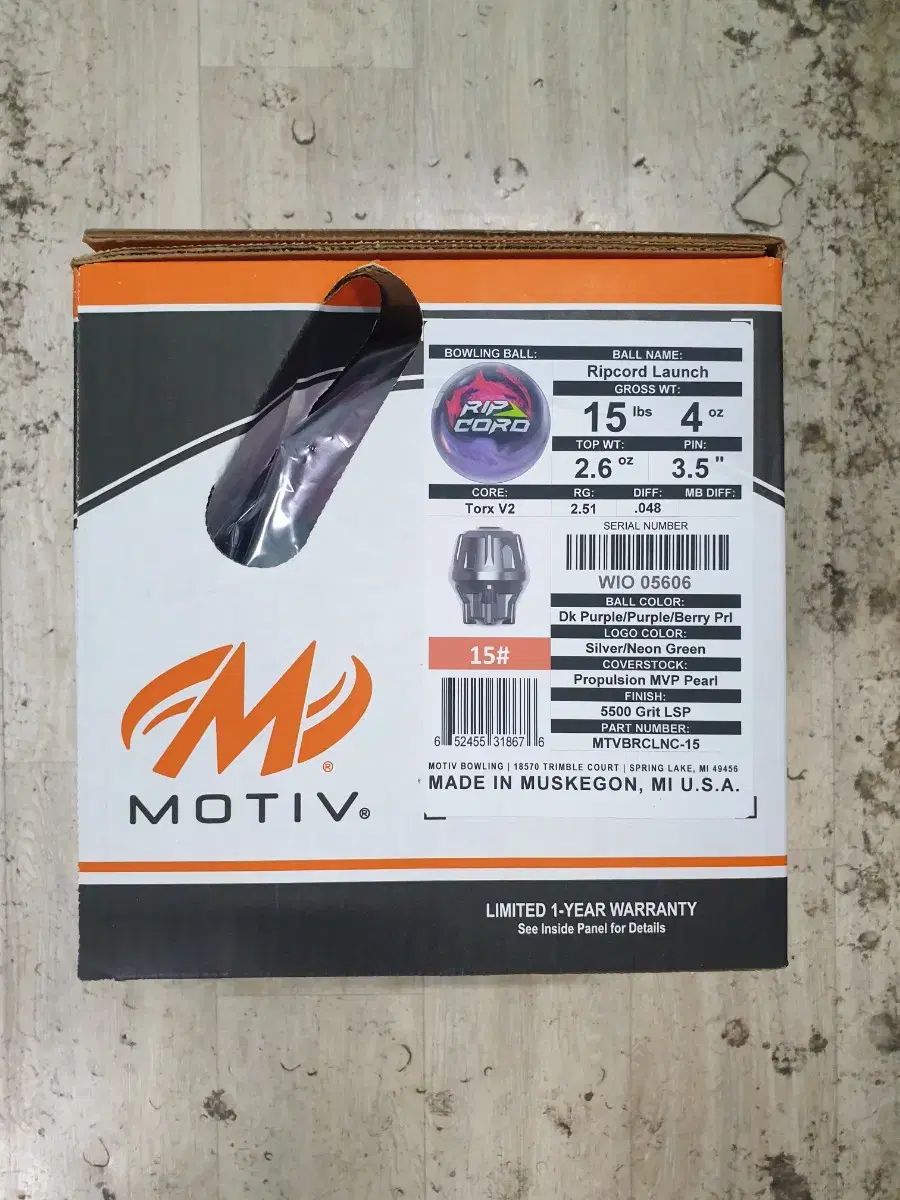 BOWLING BALL:
RIP
CORD
BALL NAME:
Ripcord Launch
GROSS WT:
15 lbs 4 oz
TOP WT: PIN:
2.6 oz 3.5 "
CORE: RG: DIFF: MB DIFF:
Torx V2 2.51 .048
SERIAL NUMBER
WIO 05606
BALL COLOR:
Dk Purple/Purple/Berry Prl
LOGO COLOR:
Silver/Neon Green
COVERSTOCK:
Propulsion MVP Pearl
FINISH:
5500 Grit LSP
PART NUMBER:
MTVBRCLNC-15
15#
6 52455 31867 6
MOTIV BOWLING | 18570 TRIMBLE COURT | SPRING LAKE, MI 49456
MADE IN MUSKEGON, MI U.S.A.
M®
MOTIV®
LIMITED 1-YEAR WARRANTY
See Inside Panel for Details